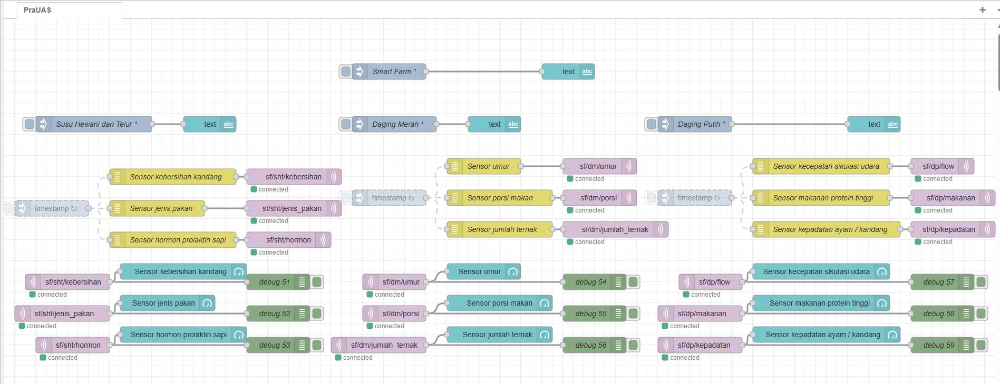 PraUAS
Smart Farm ¹
text
abc
Susu Hewani dan Telur ¹
text
abc
Daging Merah ¹
text
abc
Daging Putih ¹
text
abc
timestamp ↻
Sensor kebersihan kandang
sf/sht/kebersihan
connected
Sensor jenis pakan
sf/sht/jenis_pakan
connected
Sensor hormon prolaktin sapi
sf/sht/hormon
connected
timestamp ↻
Sensor umur
sf/dm/umur
connected
Sensor porsi makan
sf/dm/porsi
connected
Sensor jumlah ternak
sf/dm/jumlah_ternak
connected
timestamp ↻
Sensor kecepatan sikulasi udara
sf/dp/flow
connected
Sensor makanan protein tinggi
sf/dp/makanan
connected
Sensor kepadatan ayam / kandang
sf/dp/kepadatan
connected
sf/sht/kebersihan
connected
Sensor kebersihan kandang
debug 51
sf/sht/jenis_pakan
connected
Sensor jenis pakan
debug 52
sf/sht/hormon
connected
Sensor hormon prolaktin sapi
debug 53
sf/dm/umur
connected
Sensor umur
debug 54
sf/dm/porsi
connected
Sensor porsi makan
debug 55
sf/dm/jumlah_ternak
connected
Sensor jumlah ternak
debug 56
sf/dp/flow
connected
Sensor kecepatan sikulasi udara
debug 57
sf/dp/makanan
connected
Sensor makanan protein tinggi
debug 58
sf/dp/kepadatan
connected
Sensor kepadatan ayam / kandang
debug 59